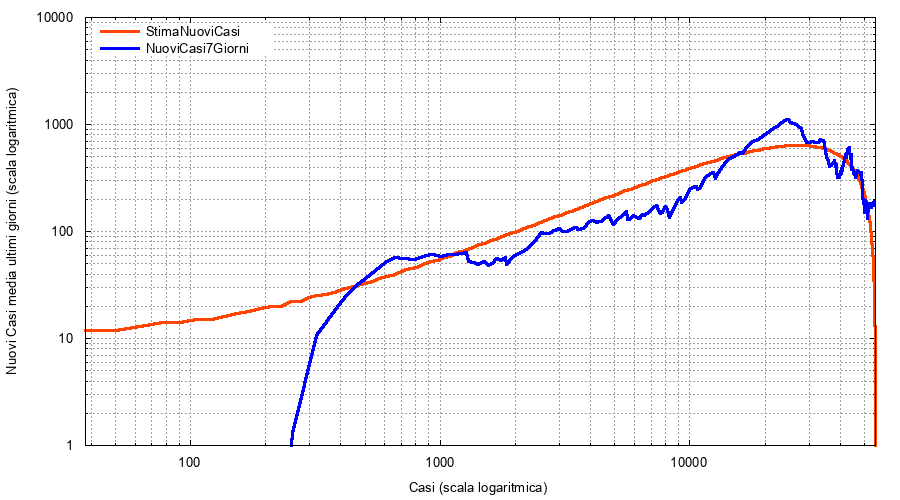 10000
StimaNuoviCasi
NuoviCasi7Giorni
1000
100
10
1
Nuovi Casi media ultimi giorni (scala logaritmica)
100
1000
10000
Casi (scala logaritmica)